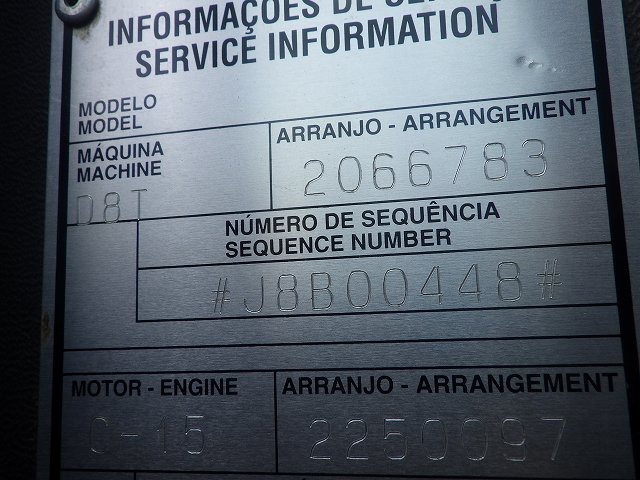 INFORMAÇÕES DE
SERVICE INFORMATION
MODELO
MODEL
MÁQUINA
MACHINE
D8T
ARRANJO - ARRANGEMENT
2066783
NÚMERO DE SEQUÊNCIA
SEQUENCE NUMBER
#J8B00448#
MOTOR - ENGINE
C-15
ARRANJO - ARRANGEMENT
2250097